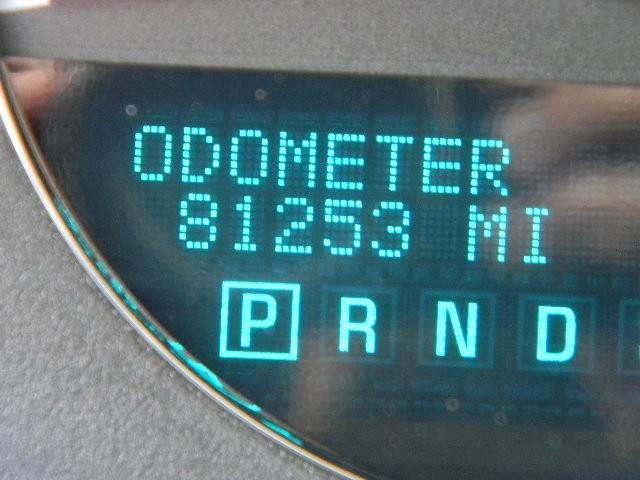 ODOMETER
81253 MI
P R N D